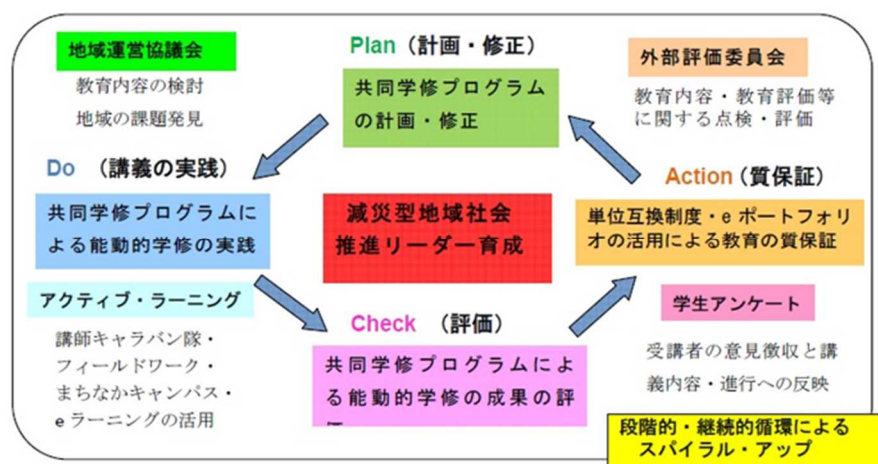 地域運営協議会
教育内容の検討
地域の課題発見
Plan (計画・修正)
共同学修プログラム
の計画・修正
外部評価委員会
教育内容・教育評価等
に関する点検・評価
Do (講義の実践)
共同学修プログラムに
よる能動的学修の実践
減災型地域社会
推進リーダー育成
Action (質保証)
単位互換制度・eポートフォリ
オの活用による教育の質保証
アクティブ・ラーニング
講師キャラバン隊・
フィールドワーク・
まちなかキャンパス・
eラーニングの活用
Check (評価)
共同学修プログラムによ
る能動的学修の成果の評
学生アンケート
受講者の意見徴収と講
義内容・進行への反映
段階的・継続的循環による
スパイラル・アップ